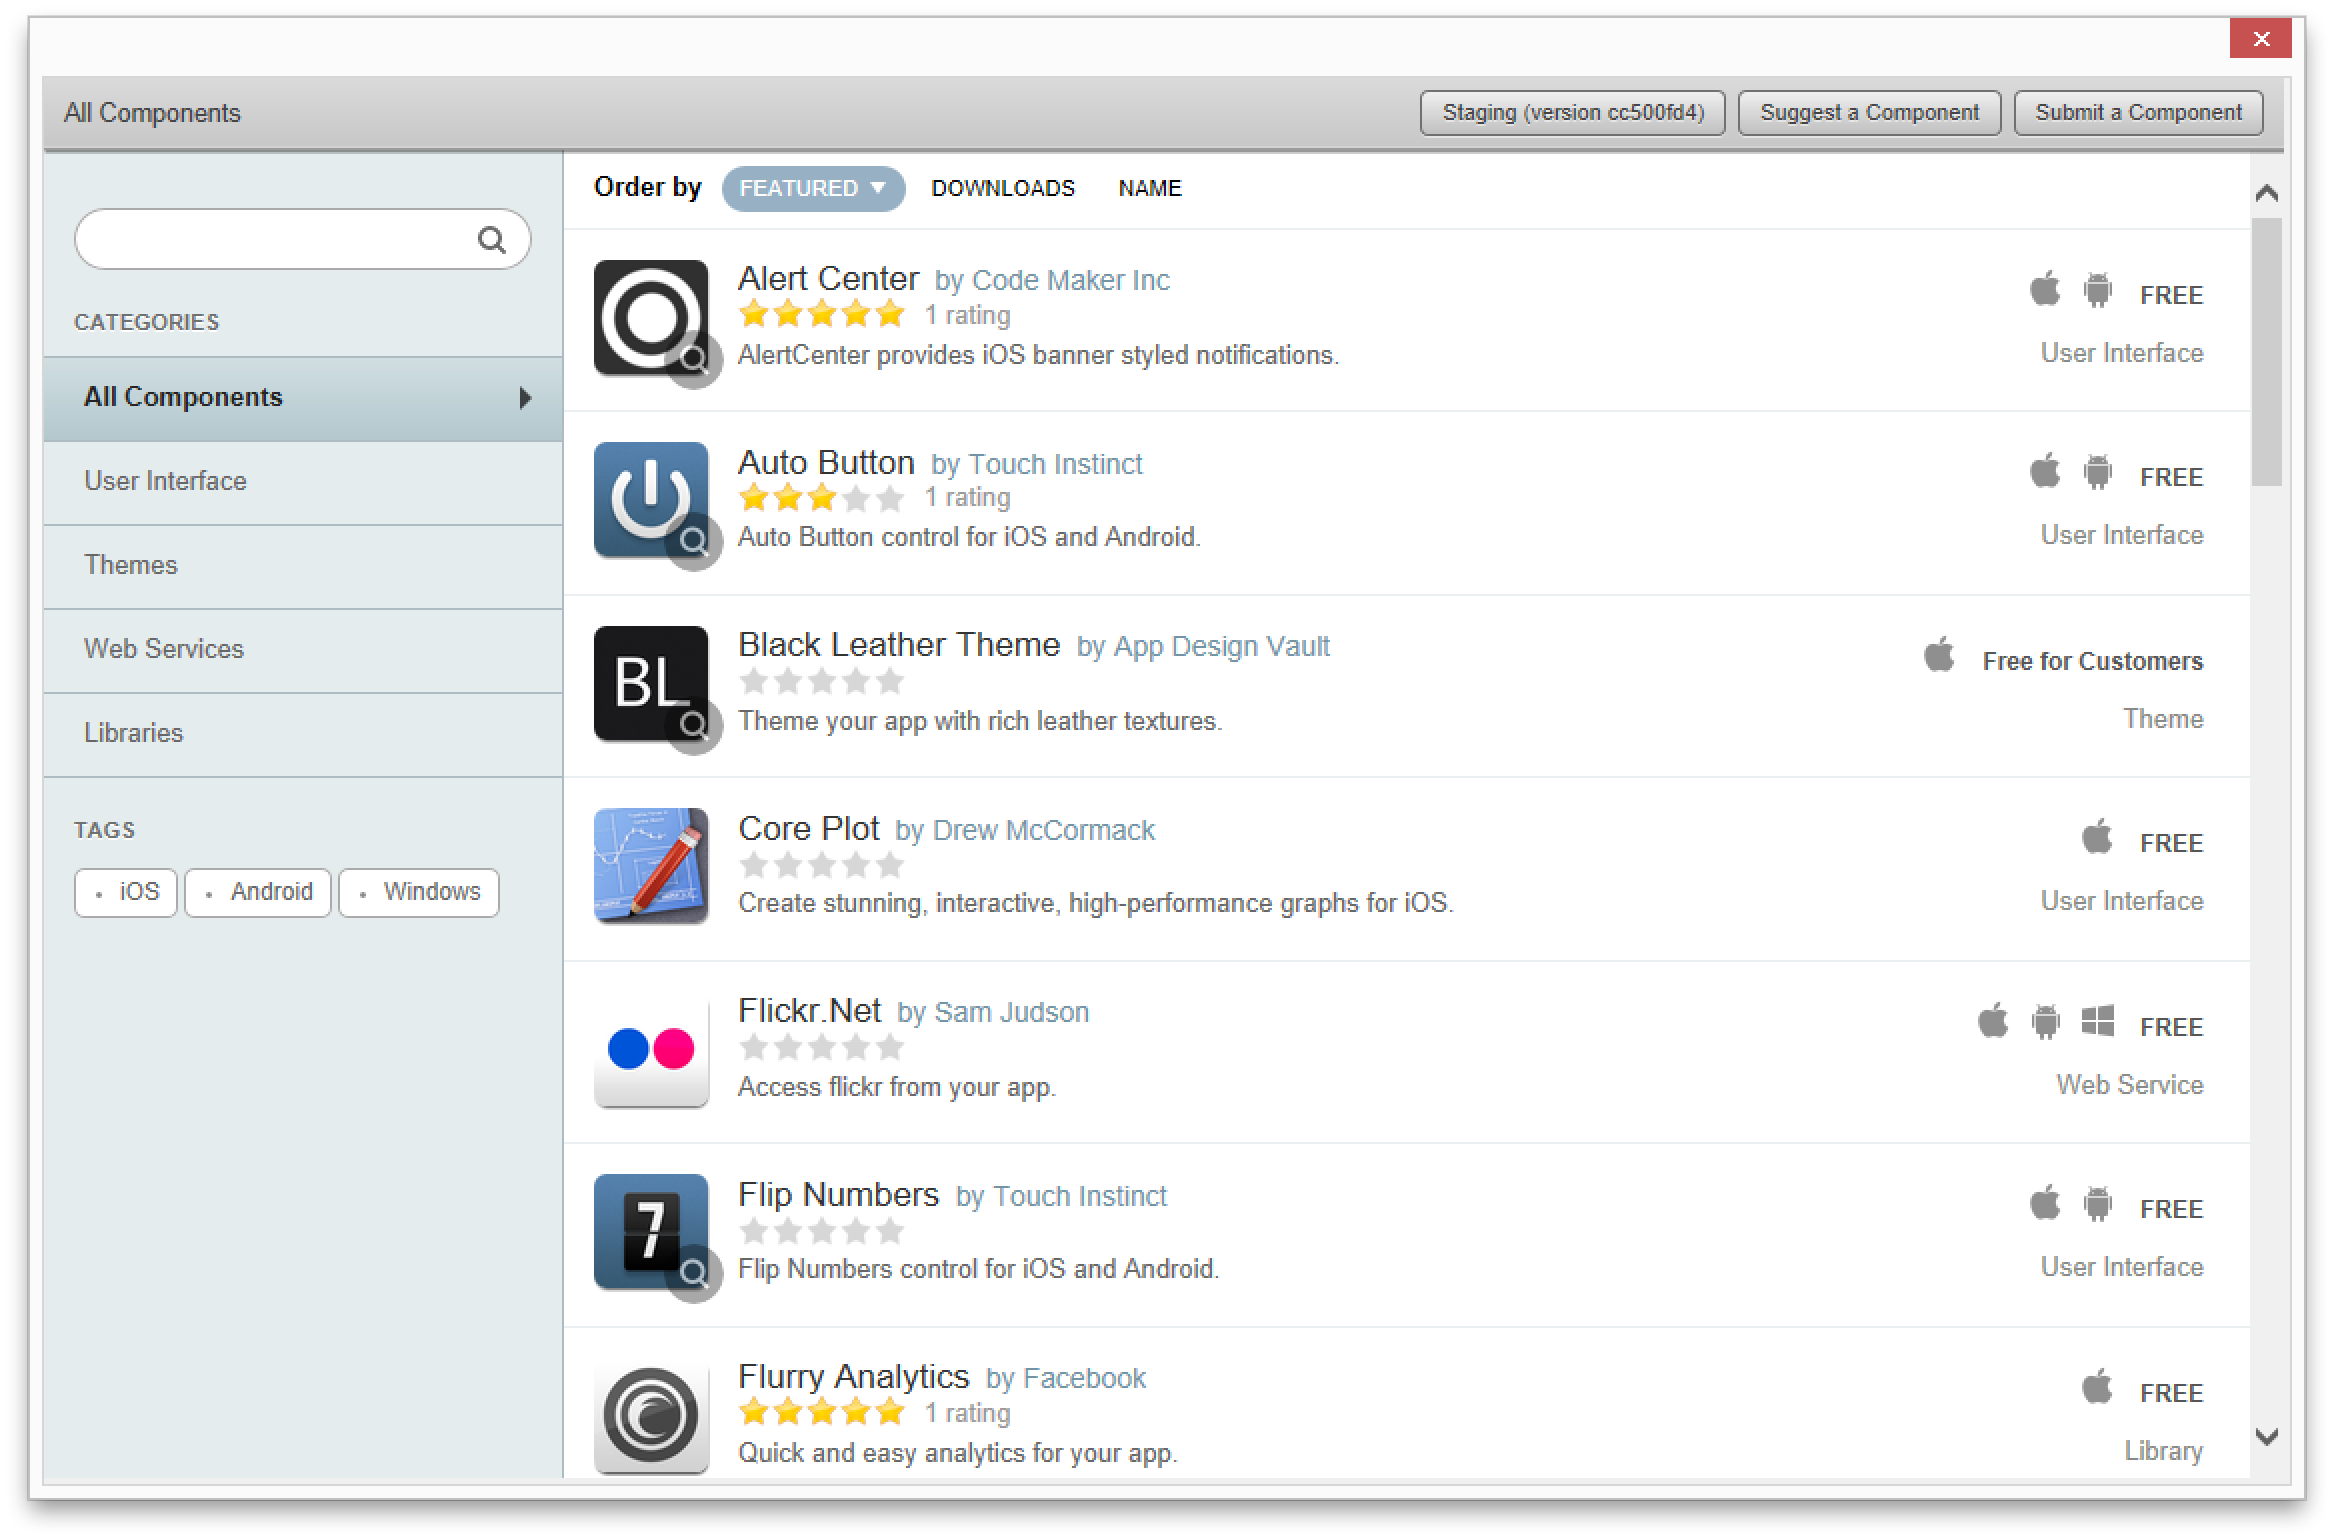 All Components
Staging (version cc500fd4)
Suggest a Component
Submit a Component
CATEGORIES
All Components
User Interface
Themes
Web Services
Libraries
TAGS
iOS
Android
Windows
Order by FEATURED DOWNLOADS NAME
Alert Center by Code Maker Inc
1 rating
AlertCenter provides iOS banner styled notifications.
FREE
User Interface
Auto Button by Touch Instinct
1 rating
Auto Button control for iOS and Android.
FREE
User Interface
BL
Black Leather Theme by App Design Vault
Theme your app with rich leather textures.
Free for Customers
Theme
Core Plot by Drew McCormack
Create stunning, interactive, high-performance graphs for iOS.
FREE
User Interface
Flickr.Net by Sam Judson
Access flickr from your app.
FREE
Web Service
7
Flip Numbers by Touch Instinct
Flip Numbers control for iOS and Android.
FREE
User Interface
Flurry Analytics by Facebook
1 rating
Quick and easy analytics for your app.
FREE
Library